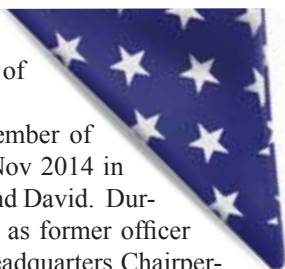 of
ember of
Nov 2014 in
nd David. Dur-
as former officer
eadquarters Chairper-